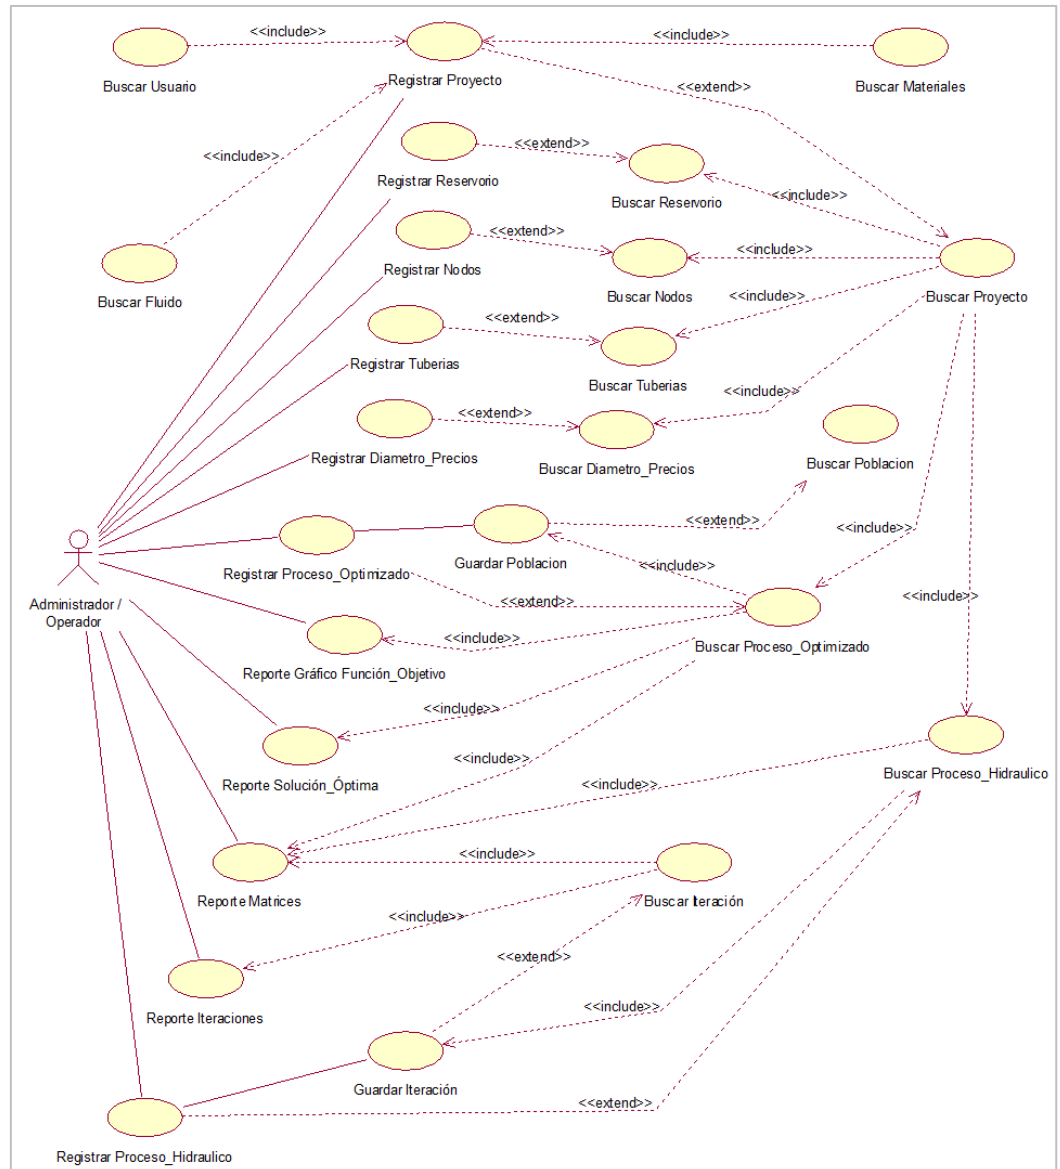 <<include>>
<<include>>
Buscar Usuario
Registrar Proyecto
Buscar Materiales
<<extend>>
<<include>>
<<extend>>
Registrar Reservorio
Buscar Reservorio
<<include>>
<<extend>>
Registrar Nodos
<<include>>
Buscar Fluido
Buscar Nodos
<<include>>
Buscar Proyecto
<<extend>>
Registrar Tuberias
Buscar Tuberias
<<include>>
<<extend>>
Registrar Diametro_Precios
Buscar Diametro_Precios
Buscar Poblacion
<<extend>>
<<include>>
Registrar Proceso_Optimizado
Guardar Poblacion
<<include>>
<<extend>>
<<include>>
Administrador /
Operador
<<include>>
Reporte Gráfico Función_Objetivo
Buscar Proceso_Optimizado
<<include>>
<<include>>
Reporte Solución_Óptima
Buscar Proceso_Hidraulico
<<include>>
<<include>>
Reporte Matrices
Buscar Iteración
<<include>>
<<extend>>
Reporte Iteraciones
<<include>>
Guardar Iteración
<<extend>>
Registrar Proceso_Hidraulico